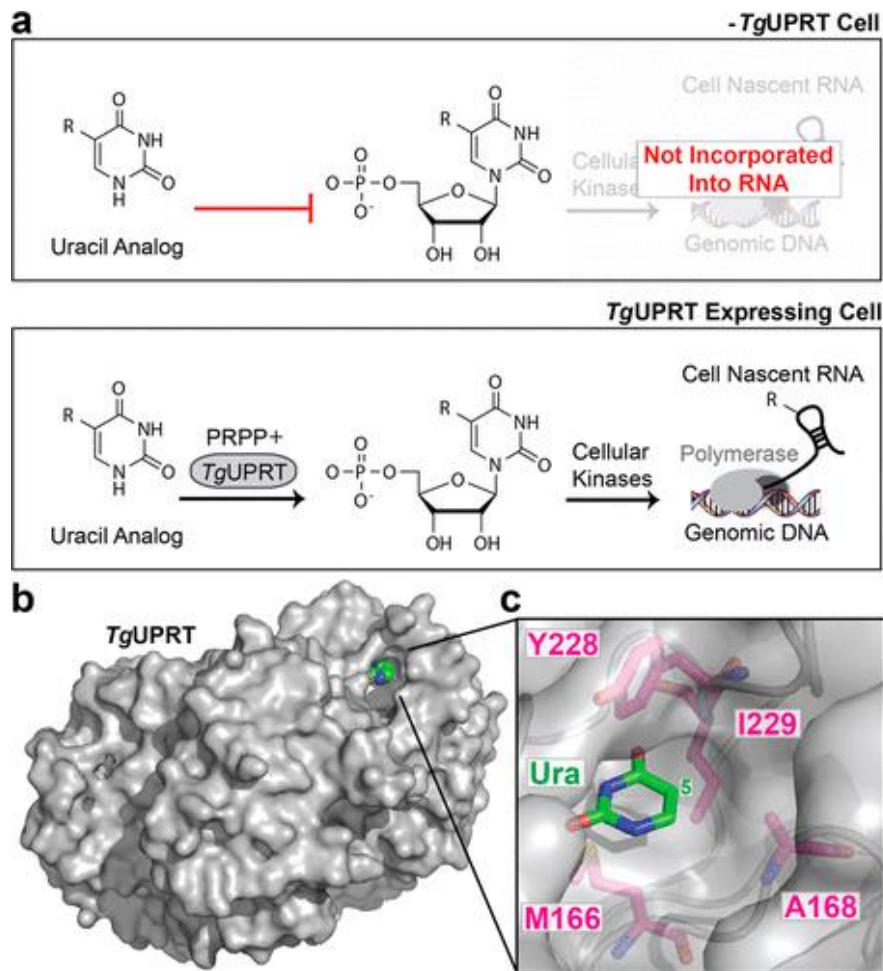 a
-TgUPRT Cell
R
O
NH
N
H
O
Uracil Analog
O
O
P
O
O-
R
O
NH
N
O
O
OH
OH
Cellular
Kinases
Cell Nascent RNA
Not Incorporated
Into RNA
Genomic DNA
TgUPRT Expressing Cell
R
O
NH
N
H
O
Uracil Analog
PRPP+
TgUPRT
O
O
P
O
O-
R
O
NH
N
O
O
OH
OH
Cellular
Kinases
Cell Nascent RNA
R
Polymerase
Genomic DNA
b
TgUPRT
c
Y228
I229
Ura
5
M166
A168